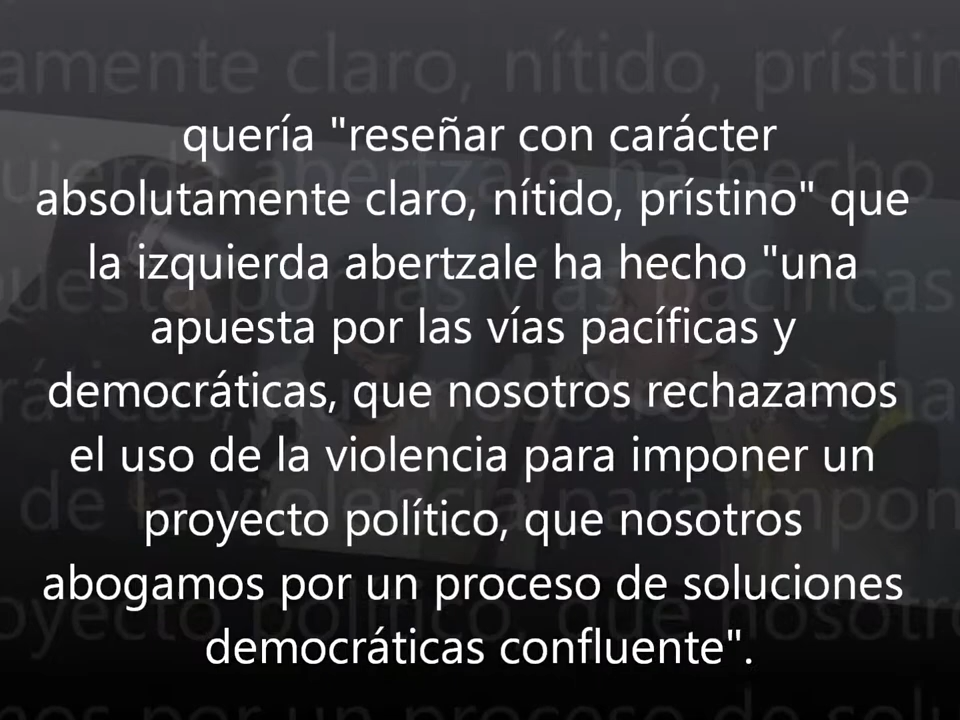 quería "reseñar con carácter
absolutamente claro, nítido, prístino" que
la izquierda abertzale ha hecho "una
apuesta por las vías pacíficas y
democráticas, que nosotros rechazamos
el uso de la violencia para imponer un
proyecto político, que nosotros
abogamos por un proceso de soluciones
democráticas confluente".